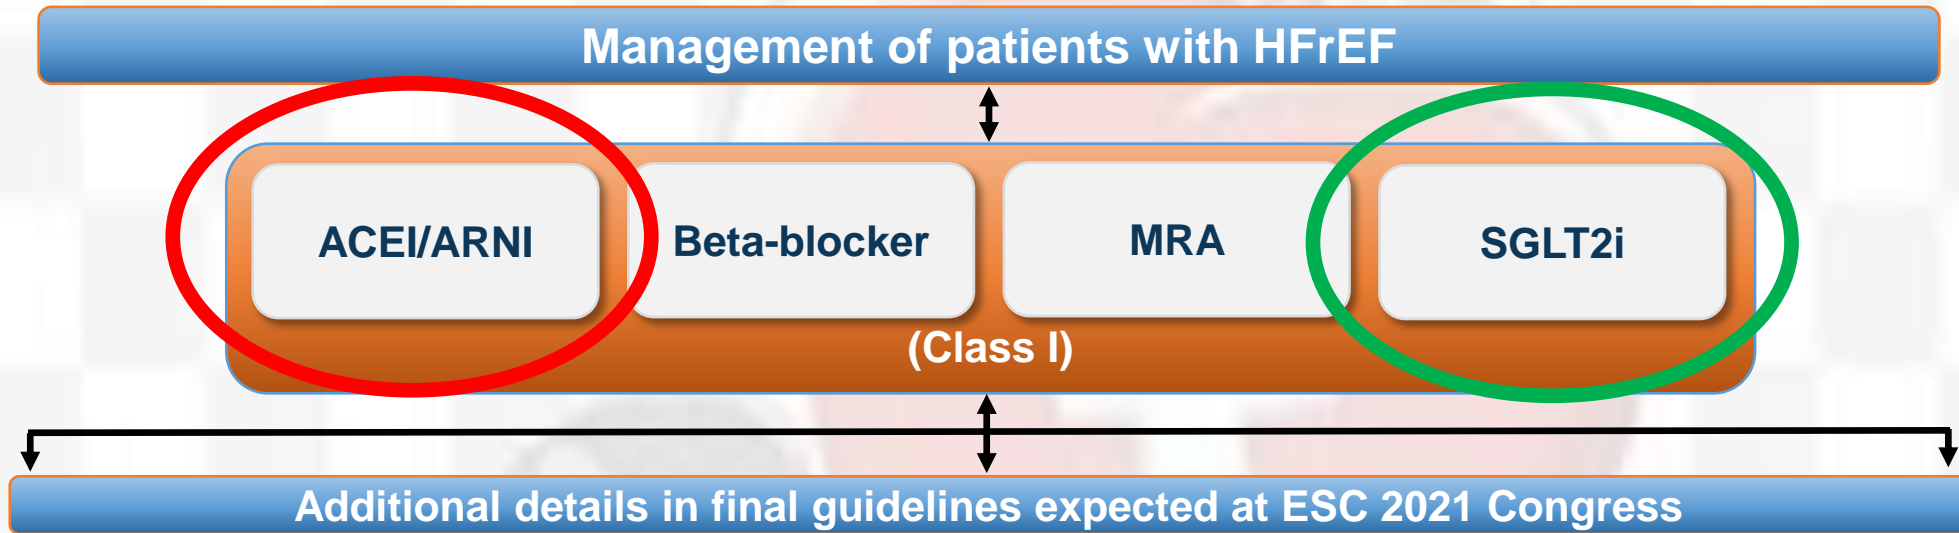 Management of patients with HFrEF
ACEI/ARNI
Beta-blocker
MRA
SGLT2i
(Class I)
Additional details in final guidelines expected at ESC 2021 Congress